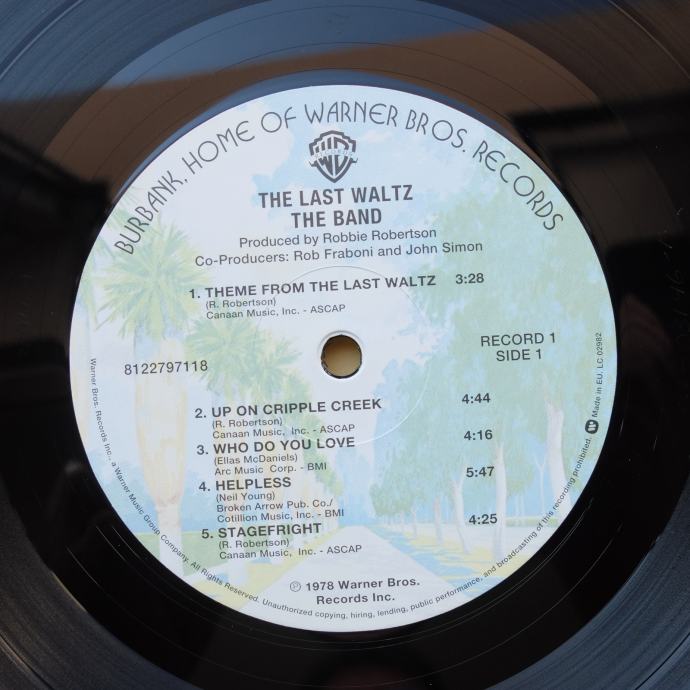 BURBANK, HOME OF WARNER BROS. RECORDS
WB
RECORDS
THE LAST WALTZ
THE BAND
Produced by Robbie Robertson
Co-Producers: Rob Fraboni and John Simon
1. THEME FROM THE LAST WALTZ 3:28
(R. Robertson)
Canaan Music, Inc. - ASCAP
8122797118
RECORD 1
SIDE 1
2. UP ON CRIPPLE CREEK 4:44
(R. Robertson)
Canaan Music, Inc. - ASCAP
3. WHO DO YOU LOVE 4:16
(Ellas McDaniels)
Arc Music Corp. - BMI
4. HELPLESS 5:47
(Neil Young)
Broken Arrow Pub. Co./
Cotillion Music, Inc. - BMI
5. STAGEFRIGHT 4:25
(R. Robertson)
Canaan Music, Inc. - ASCAP
℗ 1978 Warner Bros.
Records Inc.
Warner Bros. Records Inc., a Warner Music Group Company. All Rights Reserved. Unauthorized copying, hiring, lending, public performance, and broadcasting of this recording prohibited. Made in EU. LC 02982